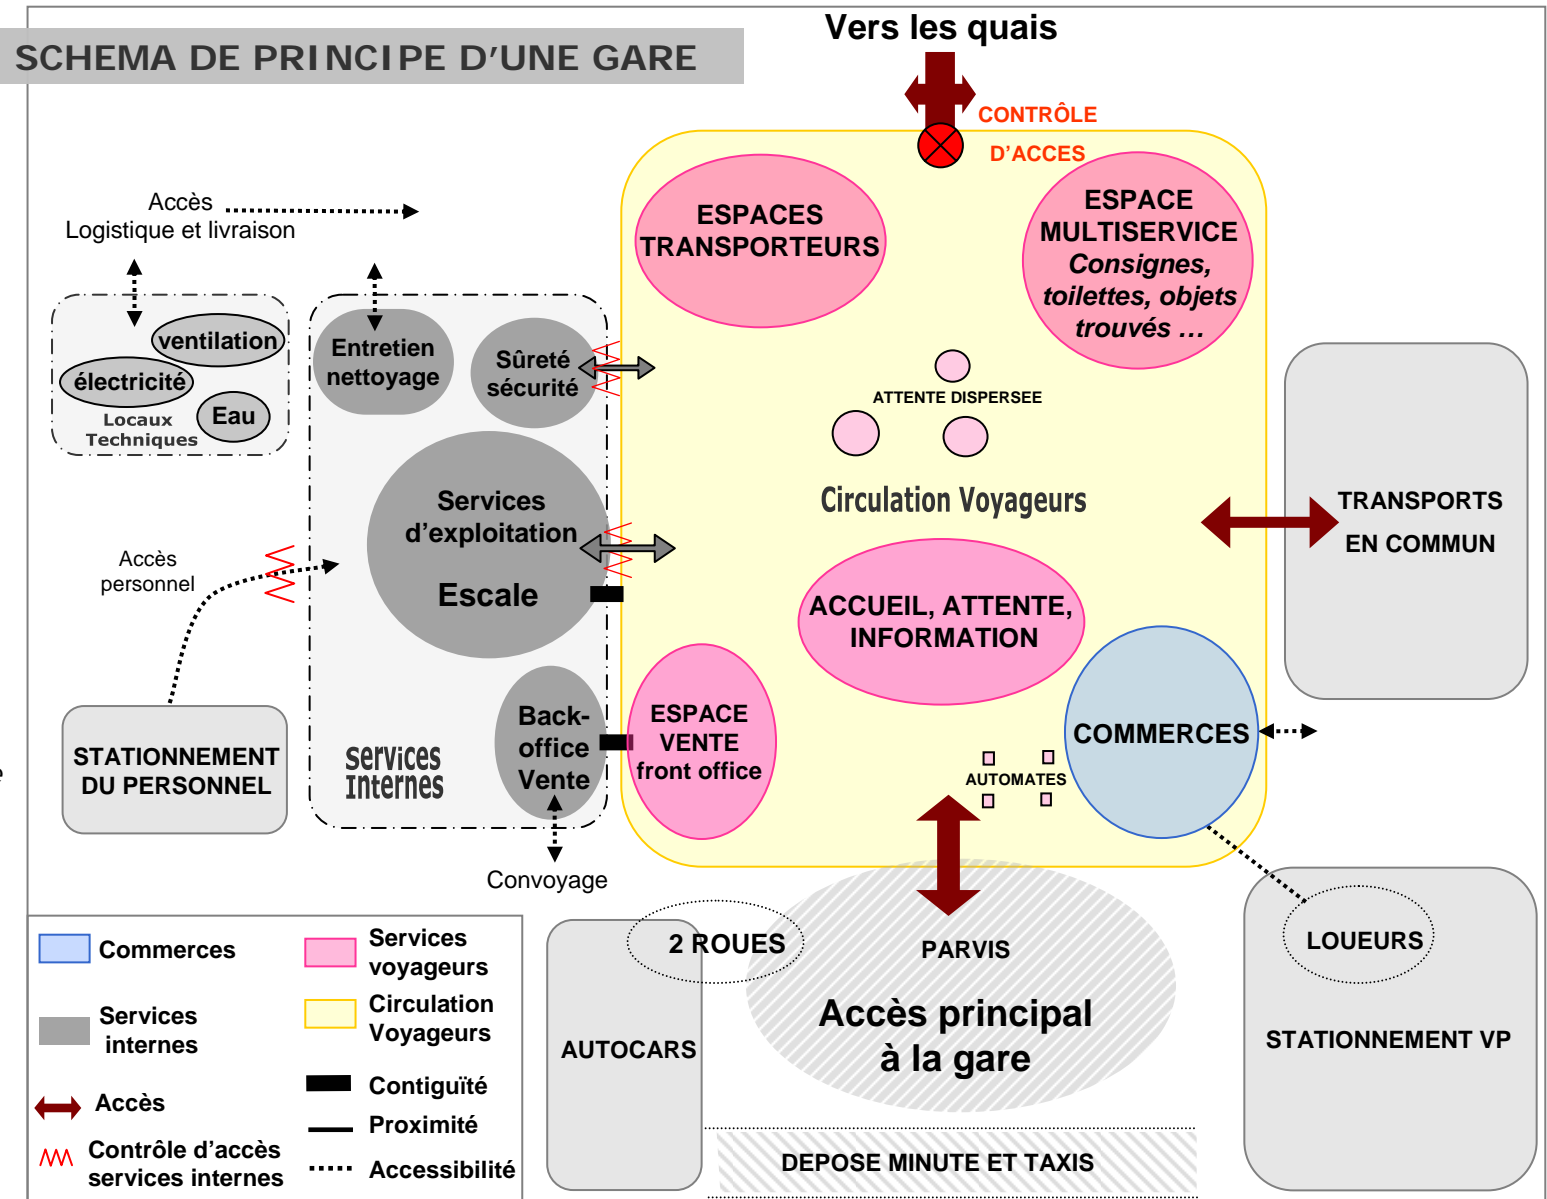 Vers les quais
SCHEMA DE PRINCIPE D'UNE GARE
CONTRÔLE
D'ACCES
Accès
Logistique et livraison
ESPACES
TRANSPORTEURS
ESPACE
MULTISERVICE
Consignes,
toilettes, objets
trouvés …
ventilation
électricité
Eau
Locaux
Techniques
Entretien
nettoyage
Sûreté
sécurité
ATTENTE DISPERSEE
Circulation Voyageurs
TRANSPORTS
EN COMMUN
Services
d'exploitation
Escale
Accès
personnel
ACCUEIL, ATTENTE,
INFORMATION
STATIONNEMENT
DU PERSONNEL
e
Services
Internes
Back-
office
Vente
ESPACE
VENTE
front office
COMMERCES
AUTOMATES
Convoyage
Commerces
Services
voyageurs
Services
internes
Circulation
Voyageurs
Accès
Contiguïté
Proximité
Contrôle d'accès
services internes
Accessibilité
2 ROUES
AUTOCARS
PARVIS
Accès principal
à la gare
LOUEURS
STATIONNEMENT VP
DEPOSE MINUTE ET TAXIS